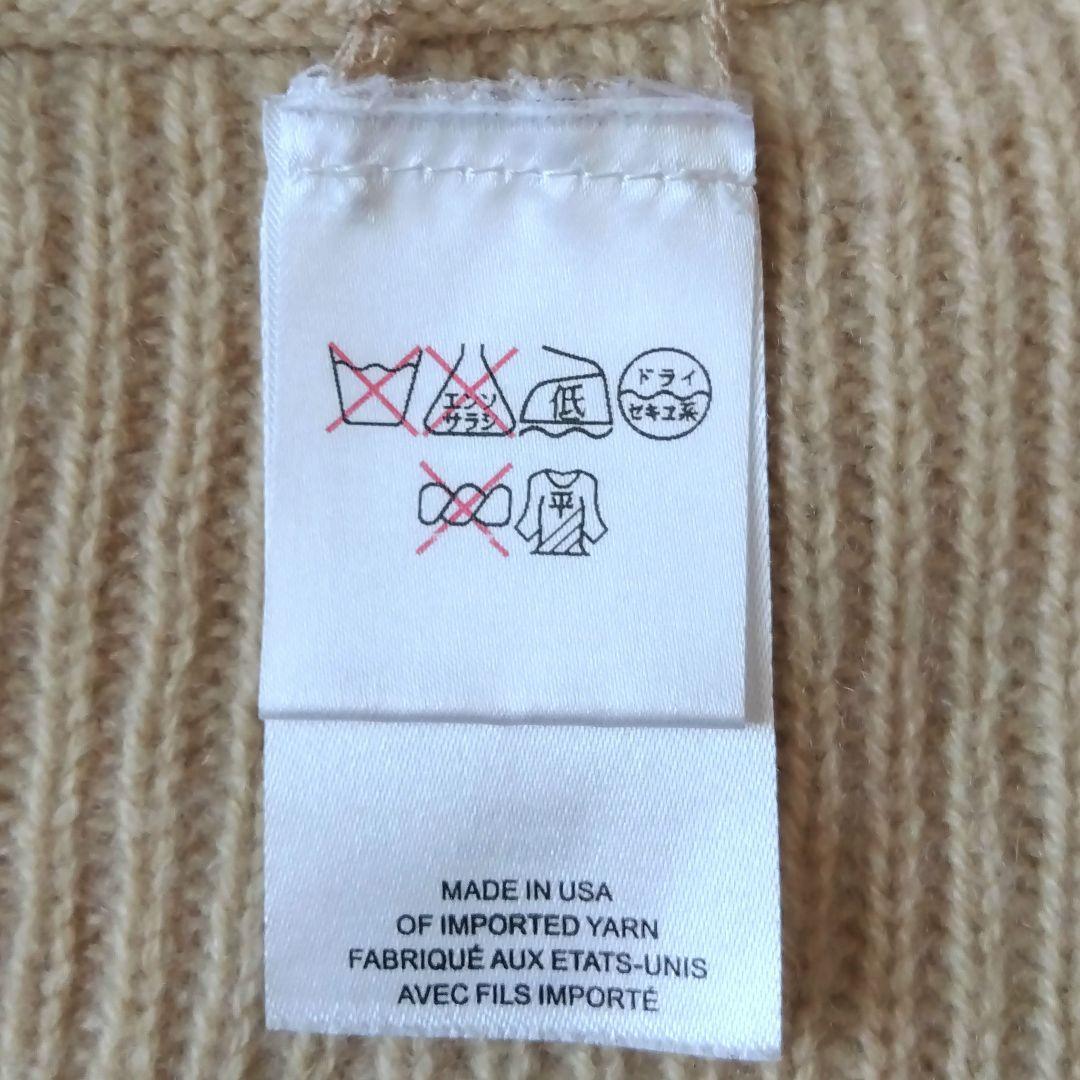 エンソ
サラシ
低
ドライ
セキユ系
平
MADE IN USA
OF IMPORTED YARN
FABRIQUÉ AUX ETATS-UNIS
AVEC FILS IMPORTÉ